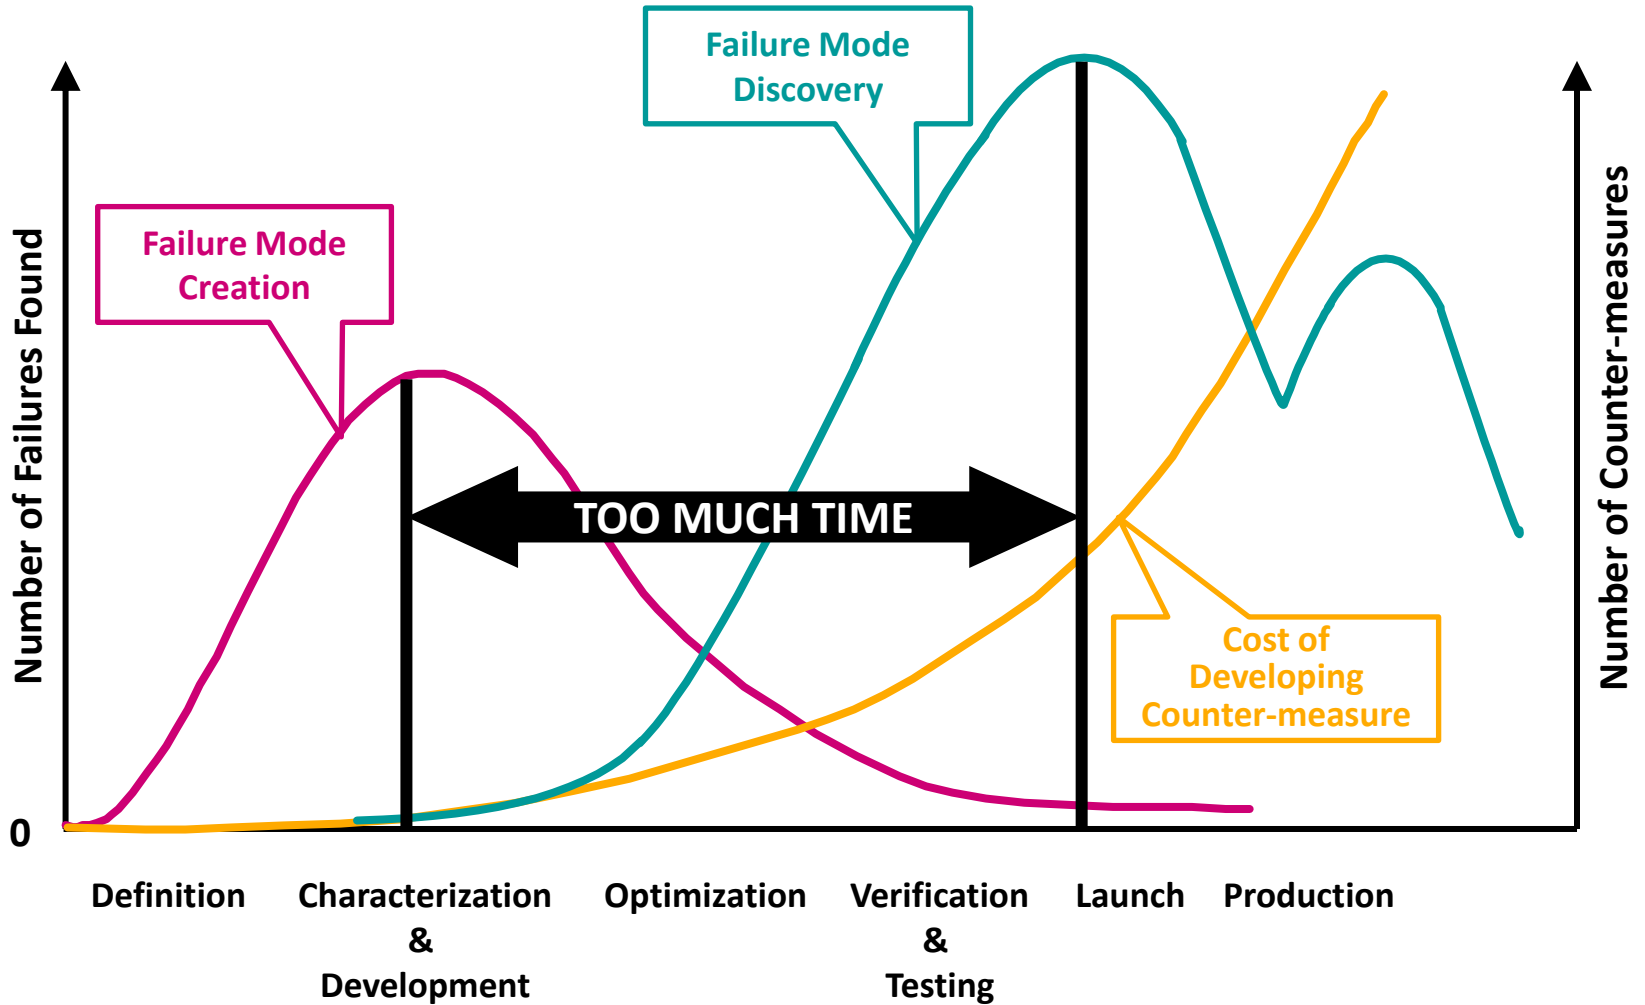 Failure Mode
Discovery
Failure Mode
Creation
Number of Failures Found
Number of Counter-measures
TOO MUCH TIME
Cost of
Developing
Counter-measure
0
Definition
Characterization
&
Development
Optimization
Verification
&
Testing
Launch
Production